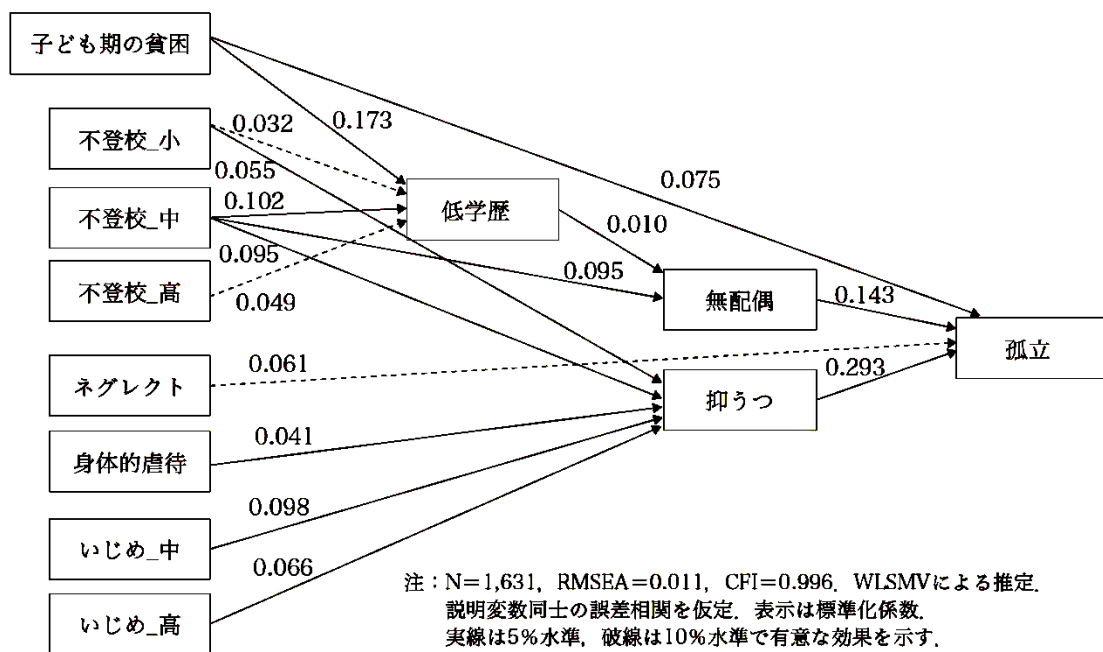 子ども期の貧困
不登校_小
不登校_中
不登校_高
ネグレクト
身体的虐待
いじめ_中
いじめ_高
低学歴
無配偶
抑うつ
孤立
0.032
0.173
0.055
0.102
0.095
0.049
0.061
0.041
0.098
0.066
0.075
0.010
0.095
0.143
0.293
注：N＝1,631，RMSEA＝0.011，CFI＝0.996．WLSMVによる推定．
説明変数同士の誤差相関を仮定．表示は標準化係数．
実線は5％水準，破線は10％水準で有意な効果を示す．